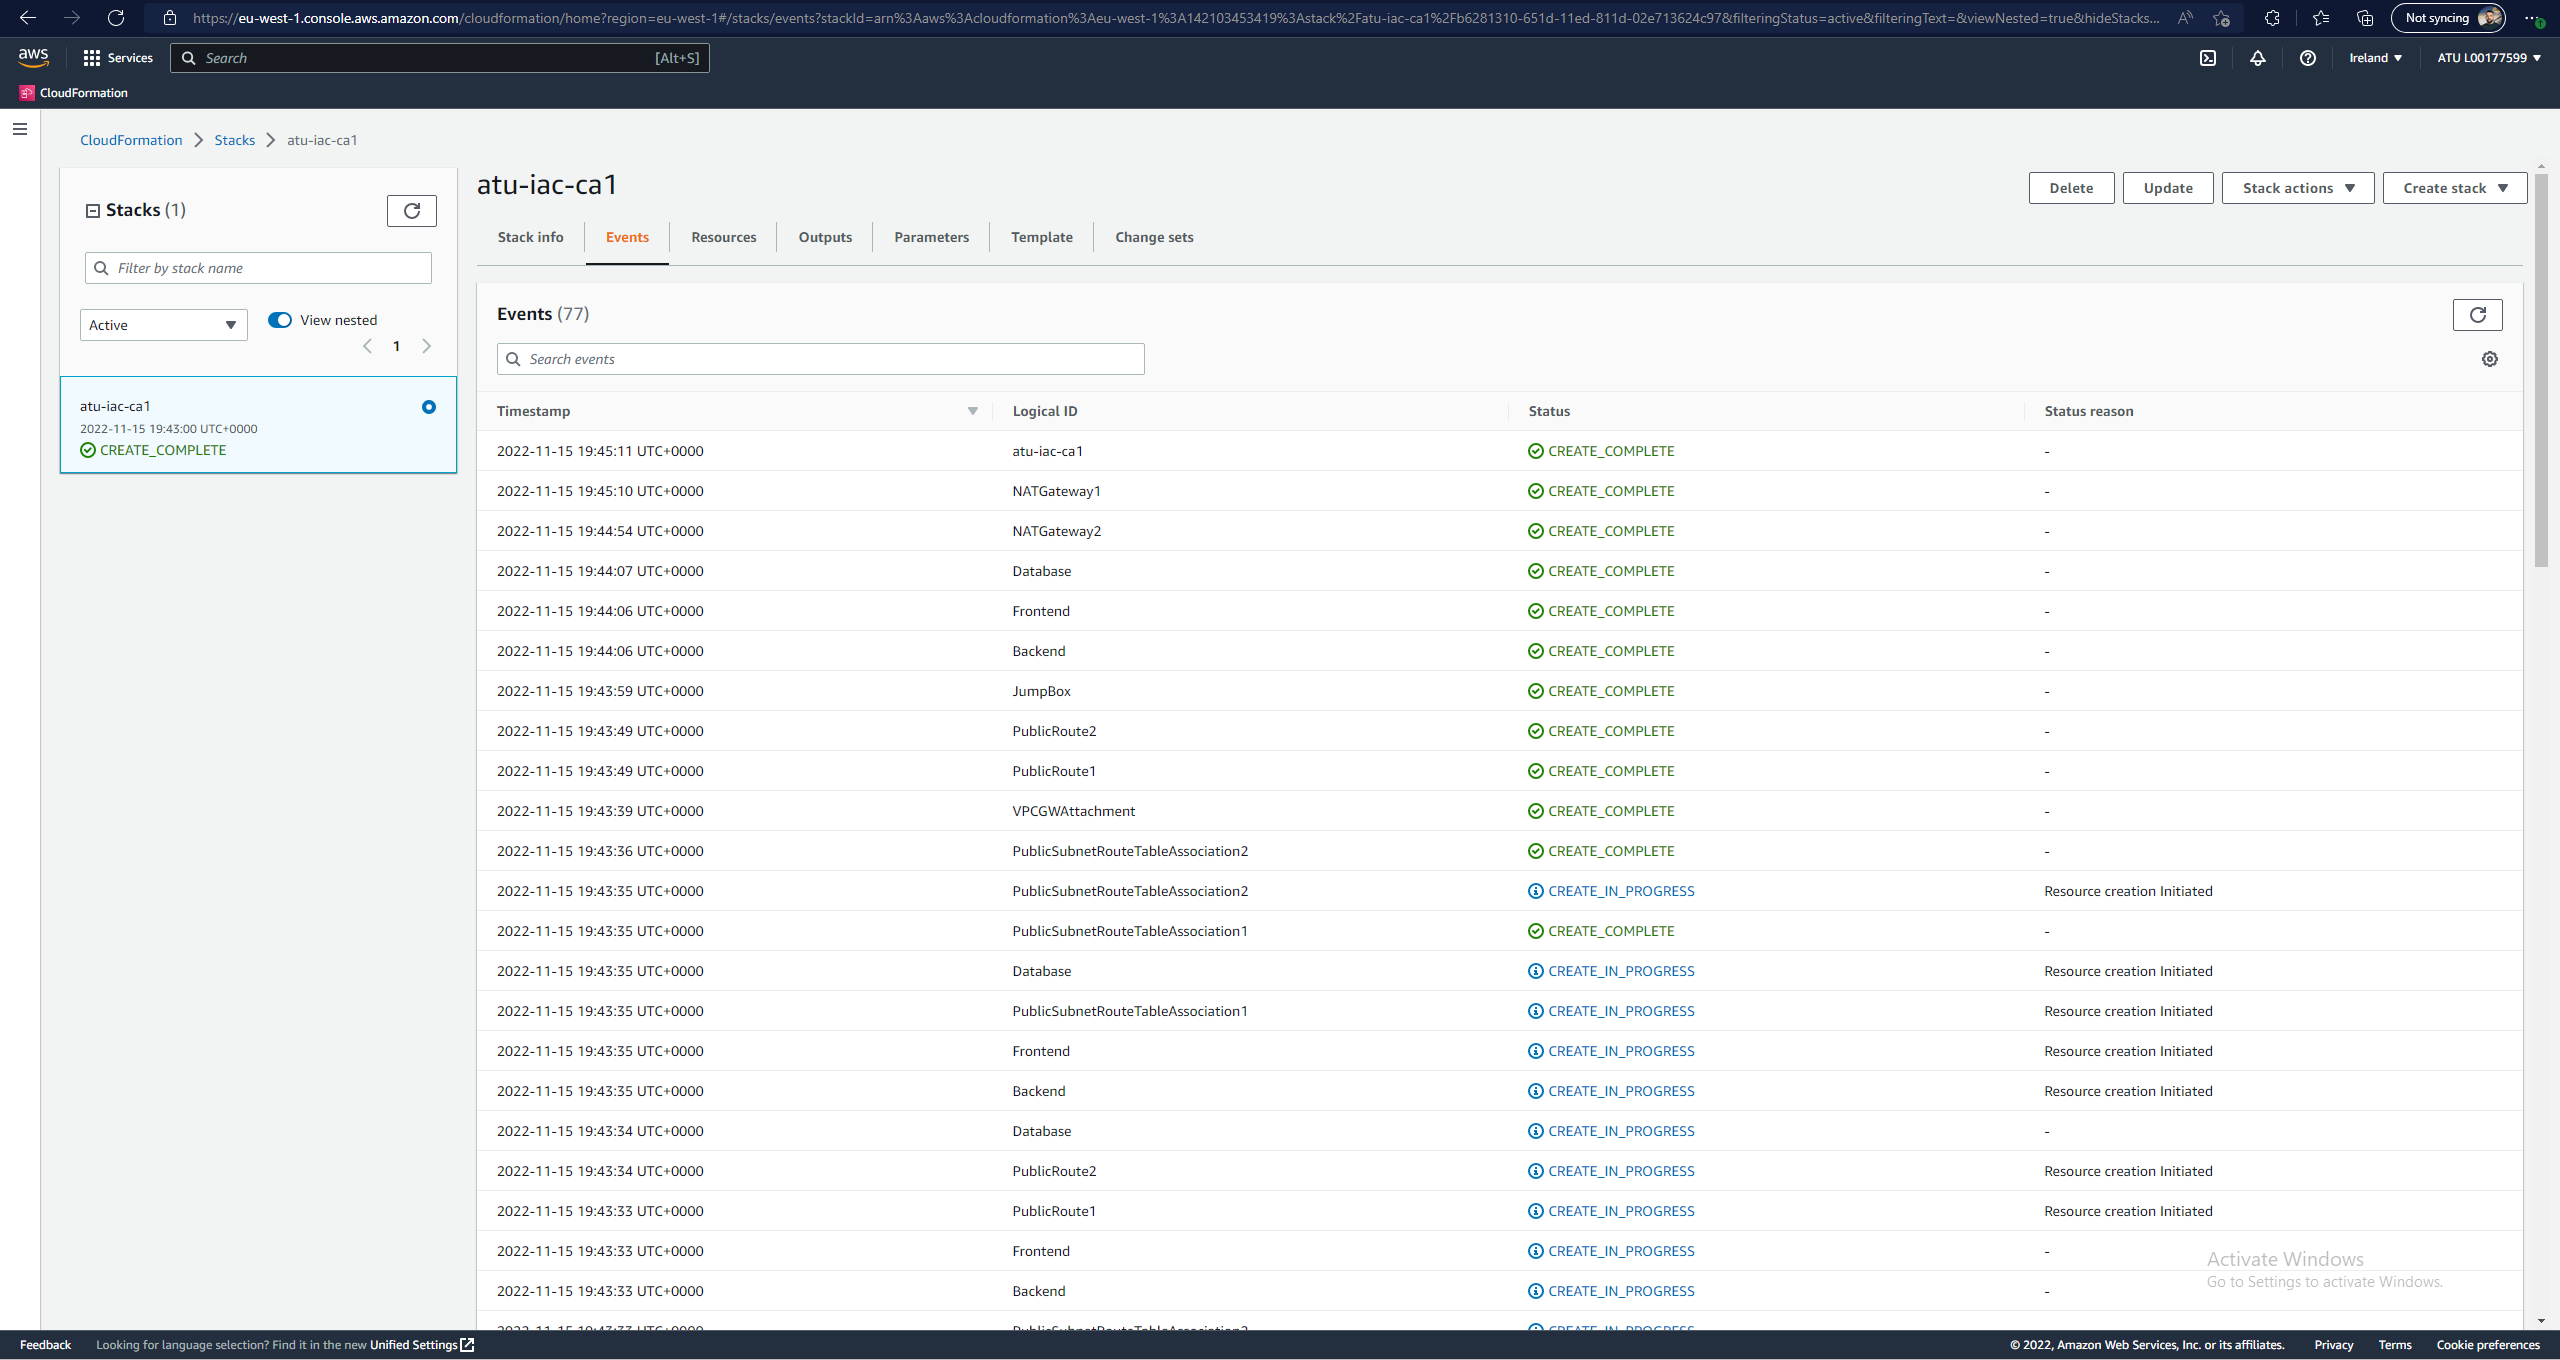 https://eu-west-1.console.aws.amazon.com/cloudformation/home?region=eu-west-1#/stacks/events?stackId=arn%3Aaws%3Acloudformation%3Aeu-west-1%3A142103453419%3Astack%2Fatu-iac-ca1%2Fb6281310-651d-11ed-811d-02e713624c97&filteringStatus=active&filteringText=&viewNested=true&hideStacks...
Not syncing
aws
Services
Search
[Alt+S]
Ireland
ATU L00177599
CloudFormation
CloudFormation > Stacks > atu-iac-ca1
Stacks (1)
Filter by stack name
Active
View nested
1
atu-iac-ca1
2022-11-15 19:43:00 UTC+0000
CREATE_COMPLETE
atu-iac-ca1
Delete
Update
Stack actions
Create stack
Stack info
Events
Resources
Outputs
Parameters
Template
Change sets
Events (77)
Search events
Timestamp Logical ID Status Status reason
2022-11-15 19:45:11 UTC+0000 atu-iac-ca1 CREATE_COMPLETE -
2022-11-15 19:45:10 UTC+0000 NATGateway1 CREATE_COMPLETE -
2022-11-15 19:44:54 UTC+0000 NATGateway2 CREATE_COMPLETE -
2022-11-15 19:44:07 UTC+0000 Database CREATE_COMPLETE -
2022-11-15 19:44:06 UTC+0000 Frontend CREATE_COMPLETE -
2022-11-15 19:44:06 UTC+0000 Backend CREATE_COMPLETE -
2022-11-15 19:43:59 UTC+0000 JumpBox CREATE_COMPLETE -
2022-11-15 19:43:49 UTC+0000 PublicRoute2 CREATE_COMPLETE -
2022-11-15 19:43:49 UTC+0000 PublicRoute1 CREATE_COMPLETE -
2022-11-15 19:43:39 UTC+0000 VPCGWAttachment CREATE_COMPLETE -
2022-11-15 19:43:36 UTC+0000 PublicSubnetRouteTableAssociation2 CREATE_COMPLETE -
2022-11-15 19:43:35 UTC+0000 PublicSubnetRouteTableAssociation2 CREATE_IN_PROGRESS Resource creation Initiated
2022-11-15 19:43:35 UTC+0000 PublicSubnetRouteTableAssociation1 CREATE_COMPLETE -
2022-11-15 19:43:35 UTC+0000 Database CREATE_IN_PROGRESS Resource creation Initiated
2022-11-15 19:43:35 UTC+0000 PublicSubnetRouteTableAssociation1 CREATE_IN_PROGRESS Resource creation Initiated
2022-11-15 19:43:35 UTC+0000 Frontend CREATE_IN_PROGRESS Resource creation Initiated
2022-11-15 19:43:35 UTC+0000 Backend CREATE_IN_PROGRESS Resource creation Initiated
2022-11-15 19:43:34 UTC+0000 Database CREATE_IN_PROGRESS -
2022-11-15 19:43:34 UTC+0000 PublicRoute2 CREATE_IN_PROGRESS Resource creation Initiated
2022-11-15 19:43:33 UTC+0000 PublicRoute1 CREATE_IN_PROGRESS Resource creation Initiated
2022-11-15 19:43:33 UTC+0000 Frontend CREATE_IN_PROGRESS -
2022-11-15 19:43:33 UTC+0000 Backend CREATE_IN_PROGRESS -
Activate Windows
Go to Settings to activate Windows.
Feedback
Looking for language selection? Find it in the new Unified Settings
© 2022, Amazon Web Services, Inc. or its affiliates.
Privacy
Terms
Cookie preferences